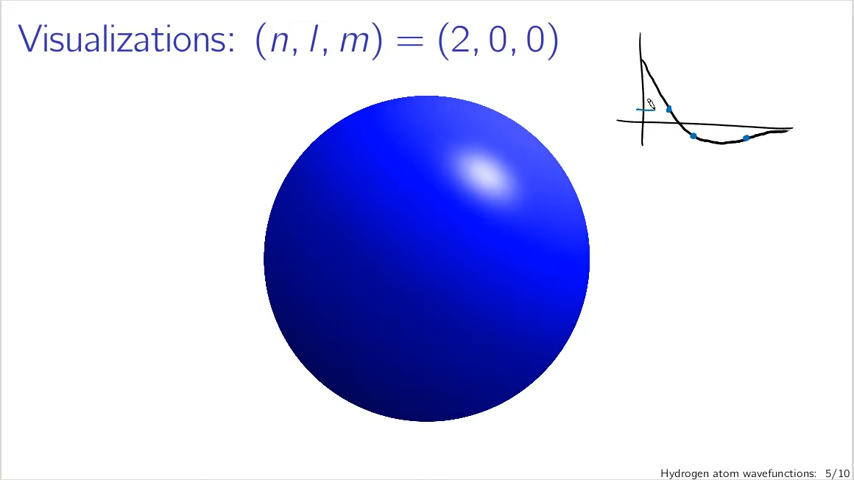 Visualizations: (n, l, m) = (2, 0, 0)
Hydrogen atom wavefunctions: 5/10